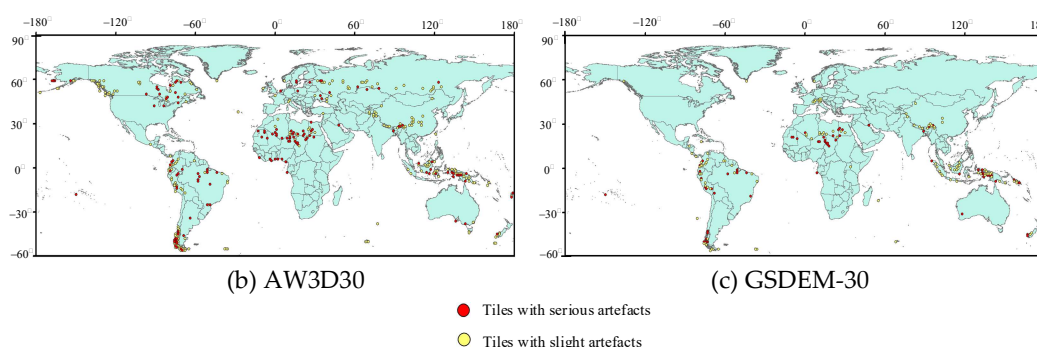 −180□ −120□ −60□ 0□ 60□ 120□ 180□ −180□ −120□ −60□ 0□ 60□ 120□ 18
90□ 90□
60□ 60□
30□ 30□
0□ 0□
−30□ −30□
−60□ −60□
(b) AW3D30 (c) GSDEM-30
Tiles with serious artefacts
Tiles with slight artefacts